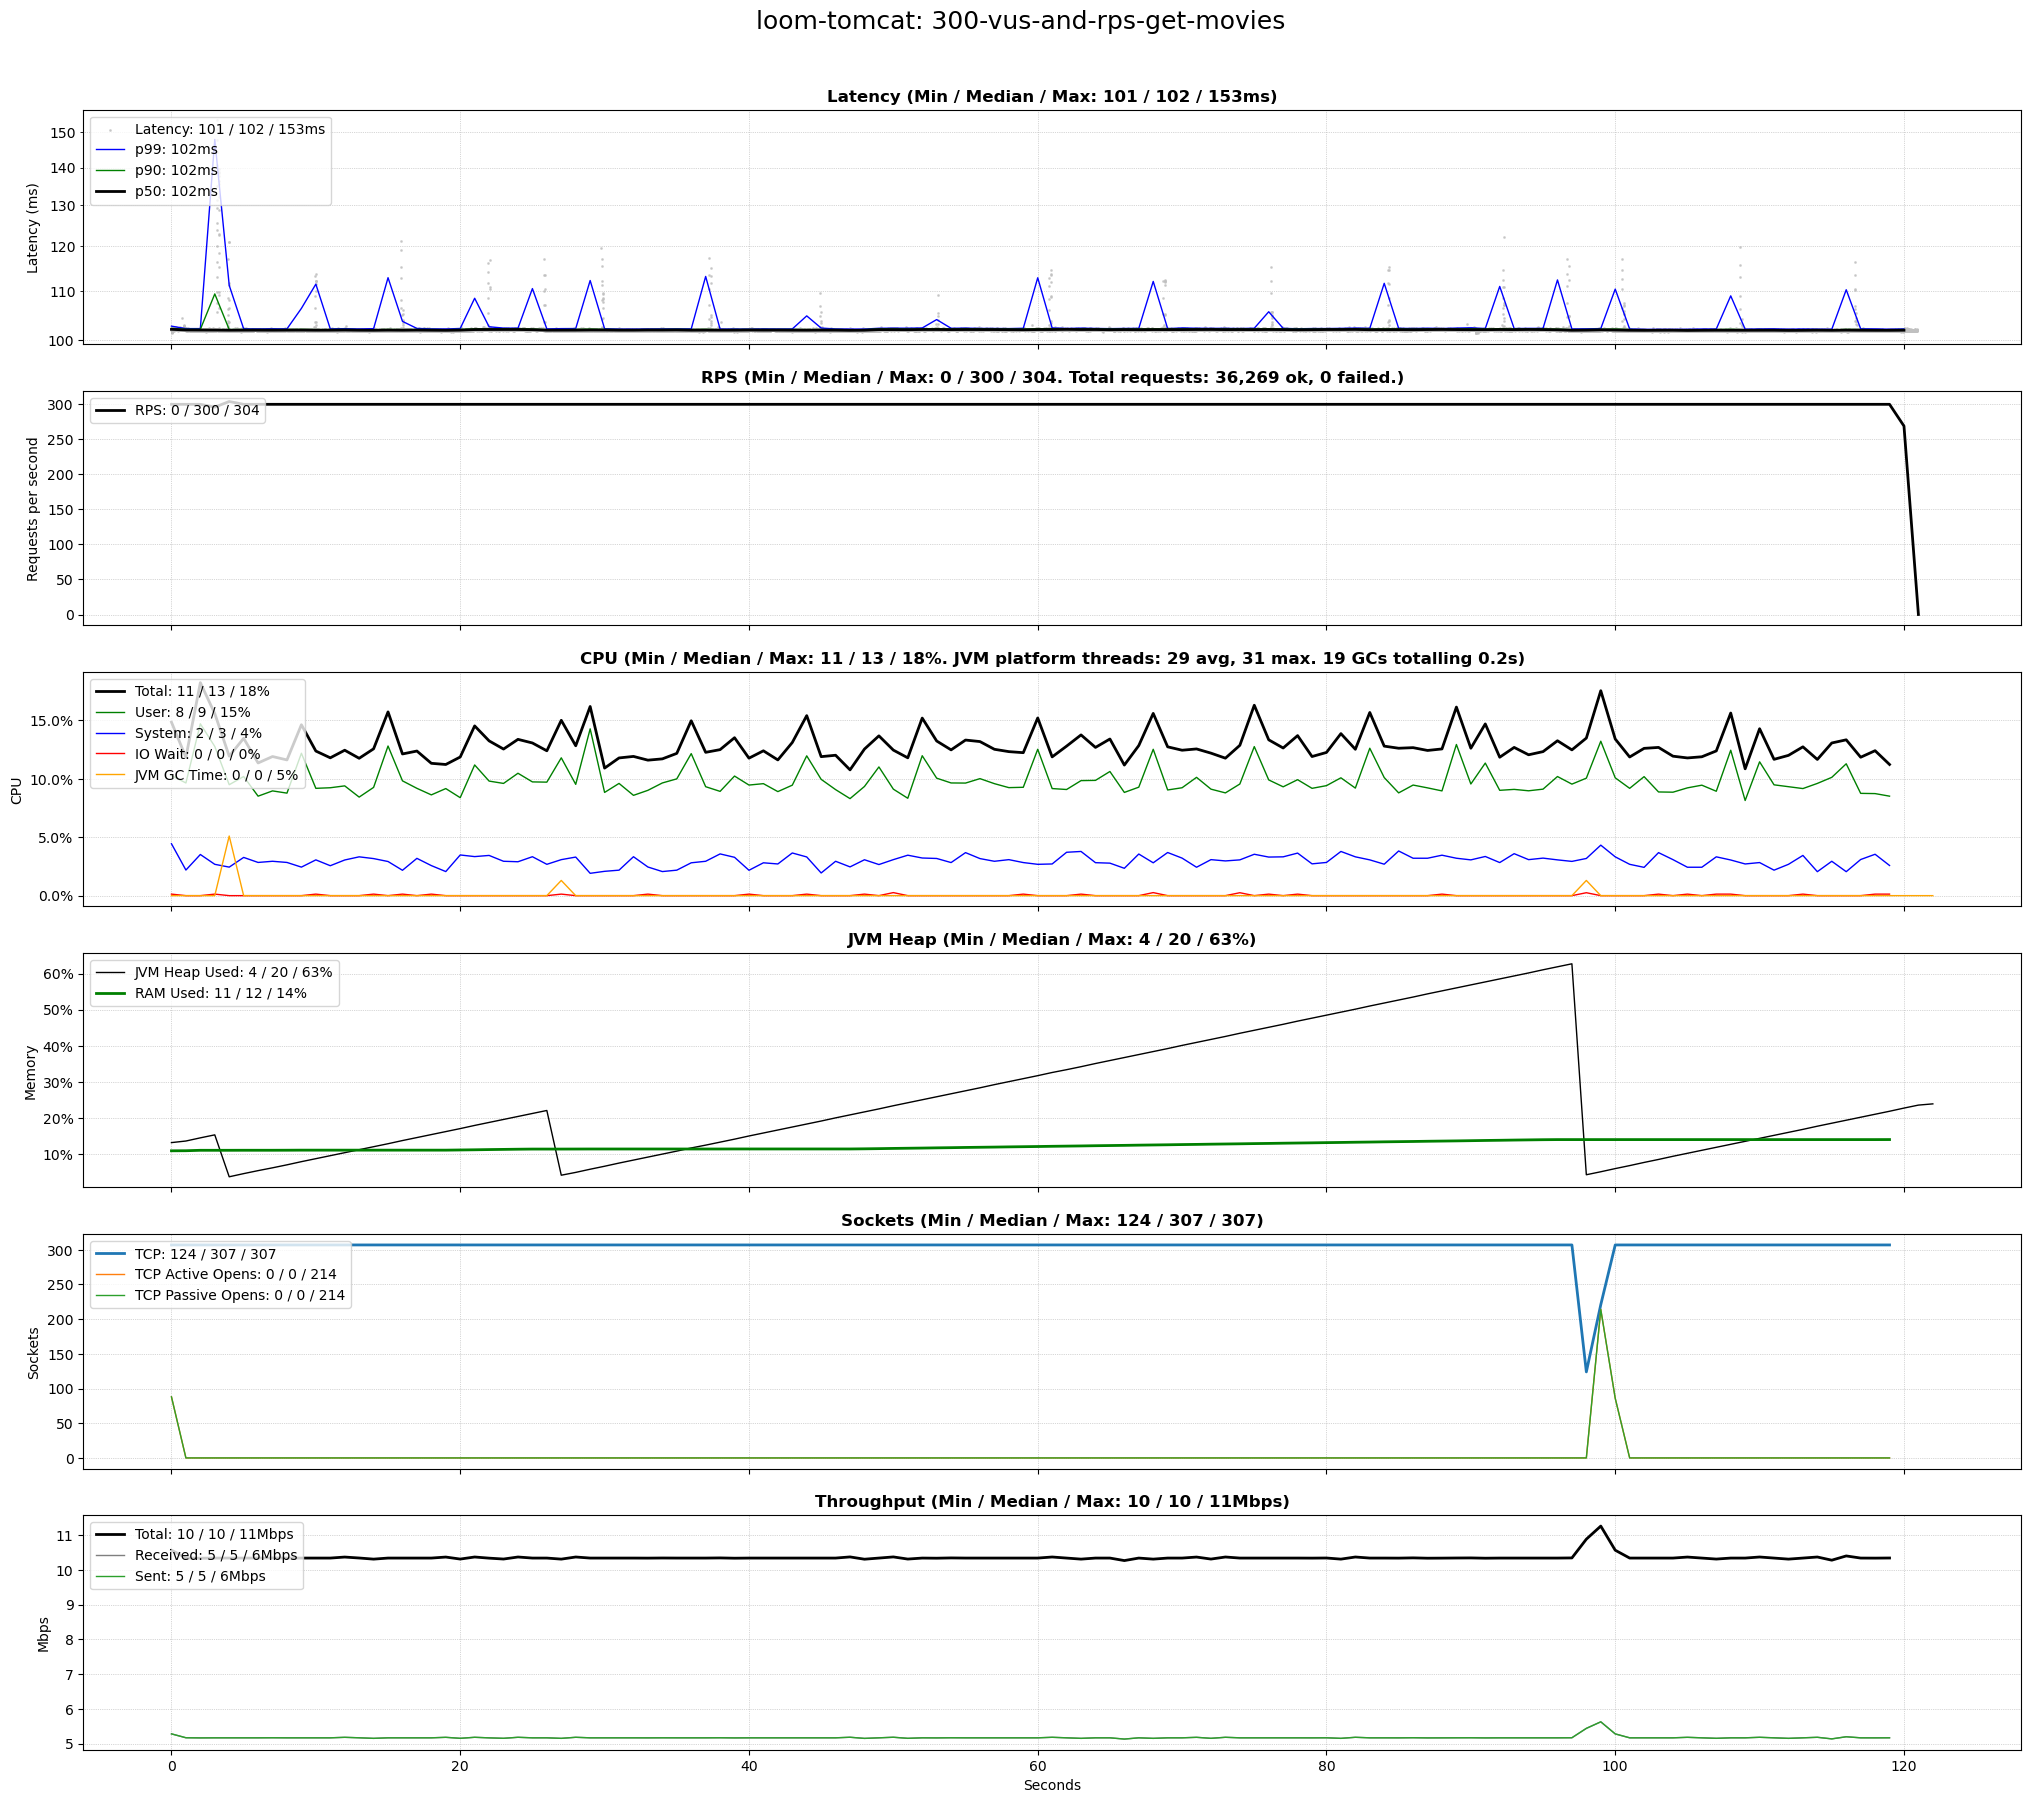 loom-tomcat: 300-vus-and-rps-get-movies
Latency (Min / Median / Max: 101 / 102 / 153ms)
Latency (ms)
150
140
130
120
110
100
Latency: 101 / 102 / 153ms
p99: 102ms
p90: 102ms
p50: 102ms
RPS (Min / Median / Max: 0 / 300 / 304. Total requests: 36,269 ok, 0 failed.)
Requests per second
300
250
200
150
100
50
0
RPS: 0 / 300 / 304
CPU (Min / Median / Max: 11 / 13 / 18%. JVM platform threads: 29 avg, 31 max. 19 GCs totalling 0.2s)
CPU
15.0%
10.0%
5.0%
0.0%
Total: 11 / 13 / 18%
User: 8 / 9 / 15%
System: 2 / 3 / 4%
IO Wait: 0 / 0 / 0%
JVM GC Time: 0 / 0 / 5%
JVM Heap (Min / Median / Max: 4 / 20 / 63%)
Memory
60%
50%
40%
30%
20%
10%
JVM Heap Used: 4 / 20 / 63%
RAM Used: 11 / 12 / 14%
Sockets (Min / Median / Max: 124 / 307 / 307)
Sockets
300
250
200
150
100
50
0
TCP: 124 / 307 / 307
TCP Active Opens: 0 / 0 / 214
TCP Passive Opens: 0 / 0 / 214
Throughput (Min / Median / Max: 10 / 10 / 11Mbps)
Mbps
11
10
9
8
7
6
5
Total: 10 / 10 / 11Mbps
Received: 5 / 5 / 6Mbps
Sent: 5 / 5 / 6Mbps
0 20 40 60 80 100 120
Seconds